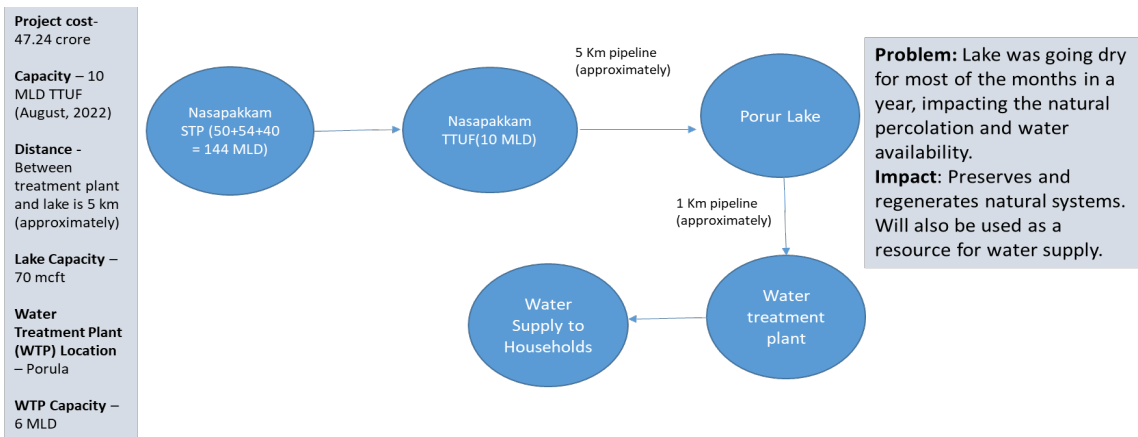 Project cost-
47.24 crore
Capacity – 10
MLD TTUF
(August, 2022)
Distance -
Between
treatment plant
and lake is 5 km
(approximately)
Lake Capacity –
70 mcft
Water
Treatment Plant
(WTP) Location
– Porula
WTP Capacity –
6 MLD
Nasapakkam
STP (50+54+40
= 144 MLD)
Nasapakkam
TTUF(10 MLD)
5 Km pipeline
(approximately)
Porur Lake
1 Km pipeline
(approximately)
Water
treatment
plant
Water
Supply to
Households
Problem: Lake was going dry
for most of the months in a
year, impacting the natural
percolation and water
availability.
Impact: Preserves and
regenerates natural systems.
Will also be used as a
resource for water supply.